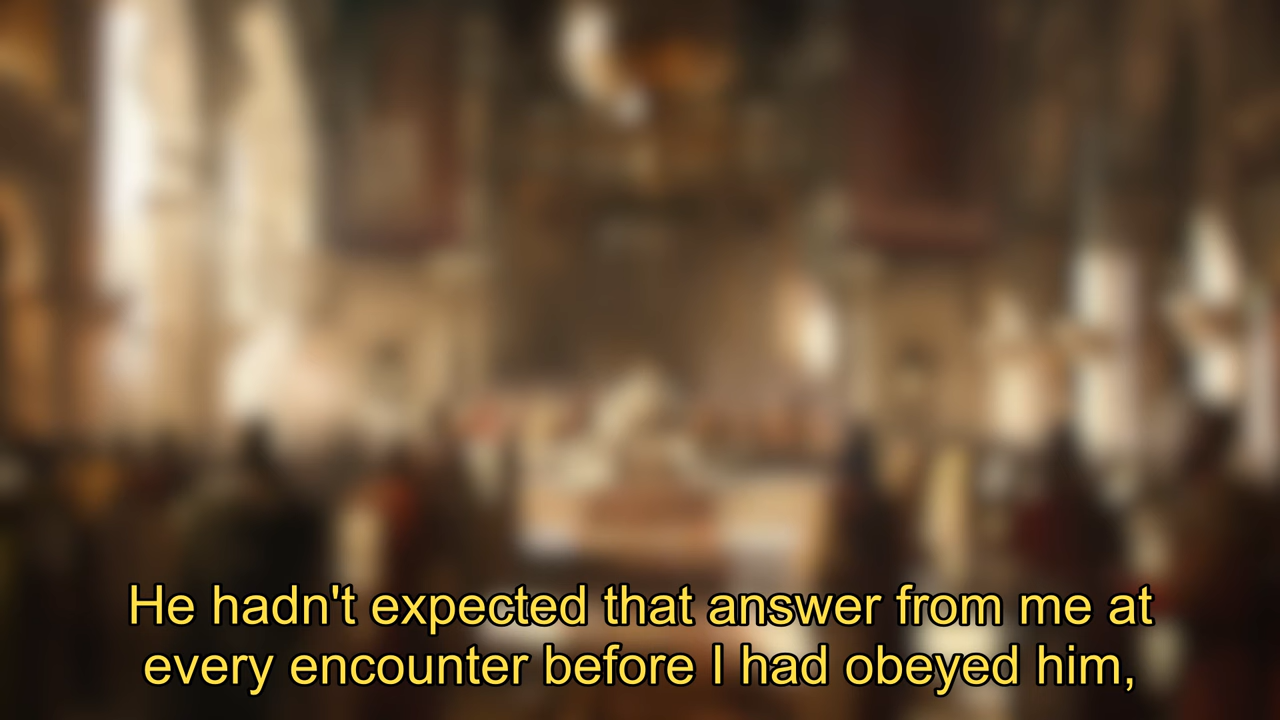 He hadn't expected that answer from me at
every encounter before I had obeyed him,